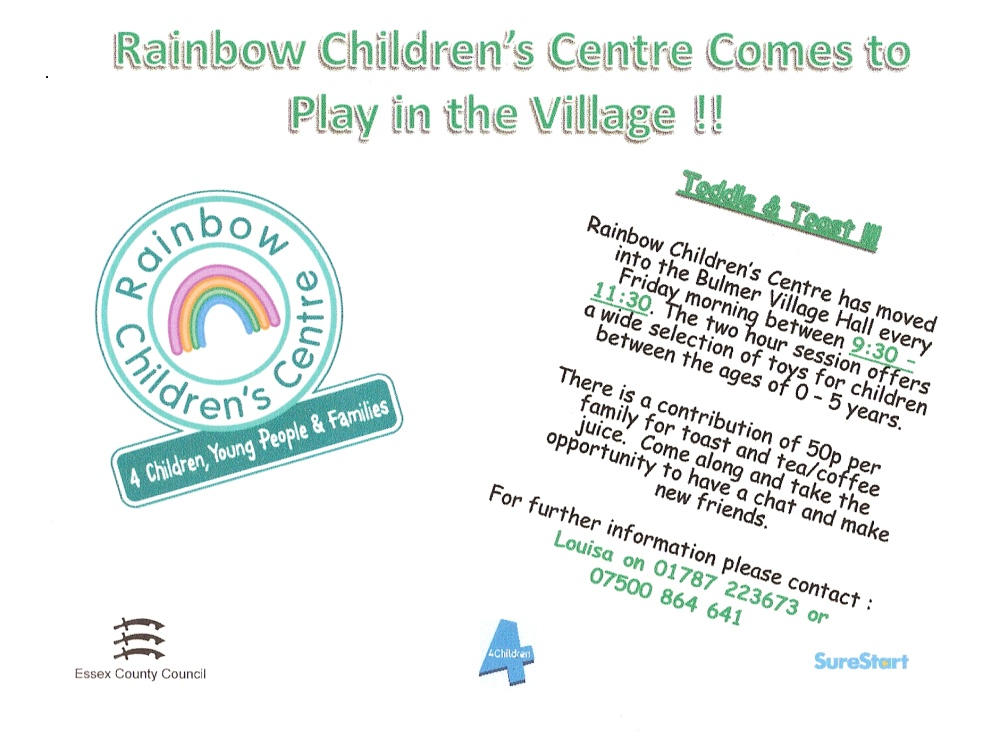 Rainbow Children's Centre Comes to
Play in the Village !!
Rainbow
Children's Centre
4 Children, Young People & Families
Toddle & Toast !!!
Rainbow Children's Centre has moved
into the Bulmer Village Hall every
Friday morning between 9:30 –
11:30. The two hour session offers
a wide selection of toys for children
between the ages of 0 – 5 years.
There is a contribution of 50p per
family for toast and tea/coffee
juice. Come along and take the
opportunity to have a chat and make
new friends.
For further information please contact :
Louisa on 01787 223673 or
07500 864 641
Essex County Council
4Children
SureStart